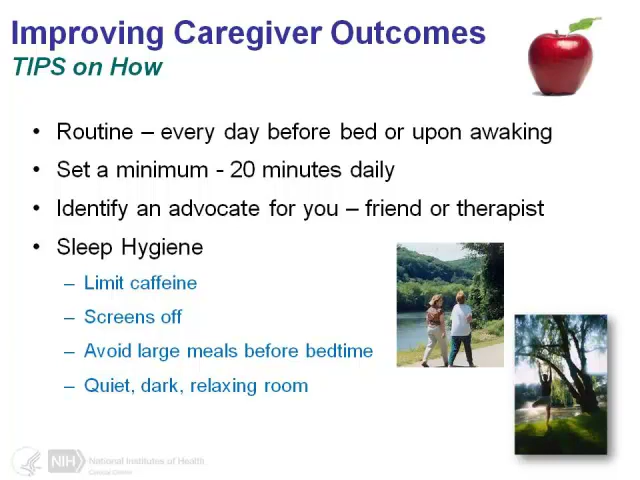 Improving Caregiver Outcomes
TIPS on How
• Routine – every day before bed or upon awaking
• Set a minimum - 20 minutes daily
• Identify an advocate for you – friend or therapist
• Sleep Hygiene
– Limit caffeine
– Screens off
– Avoid large meals before bedtime
– Quiet, dark, relaxing room
NIH National Institutes of Health
Clinical Center